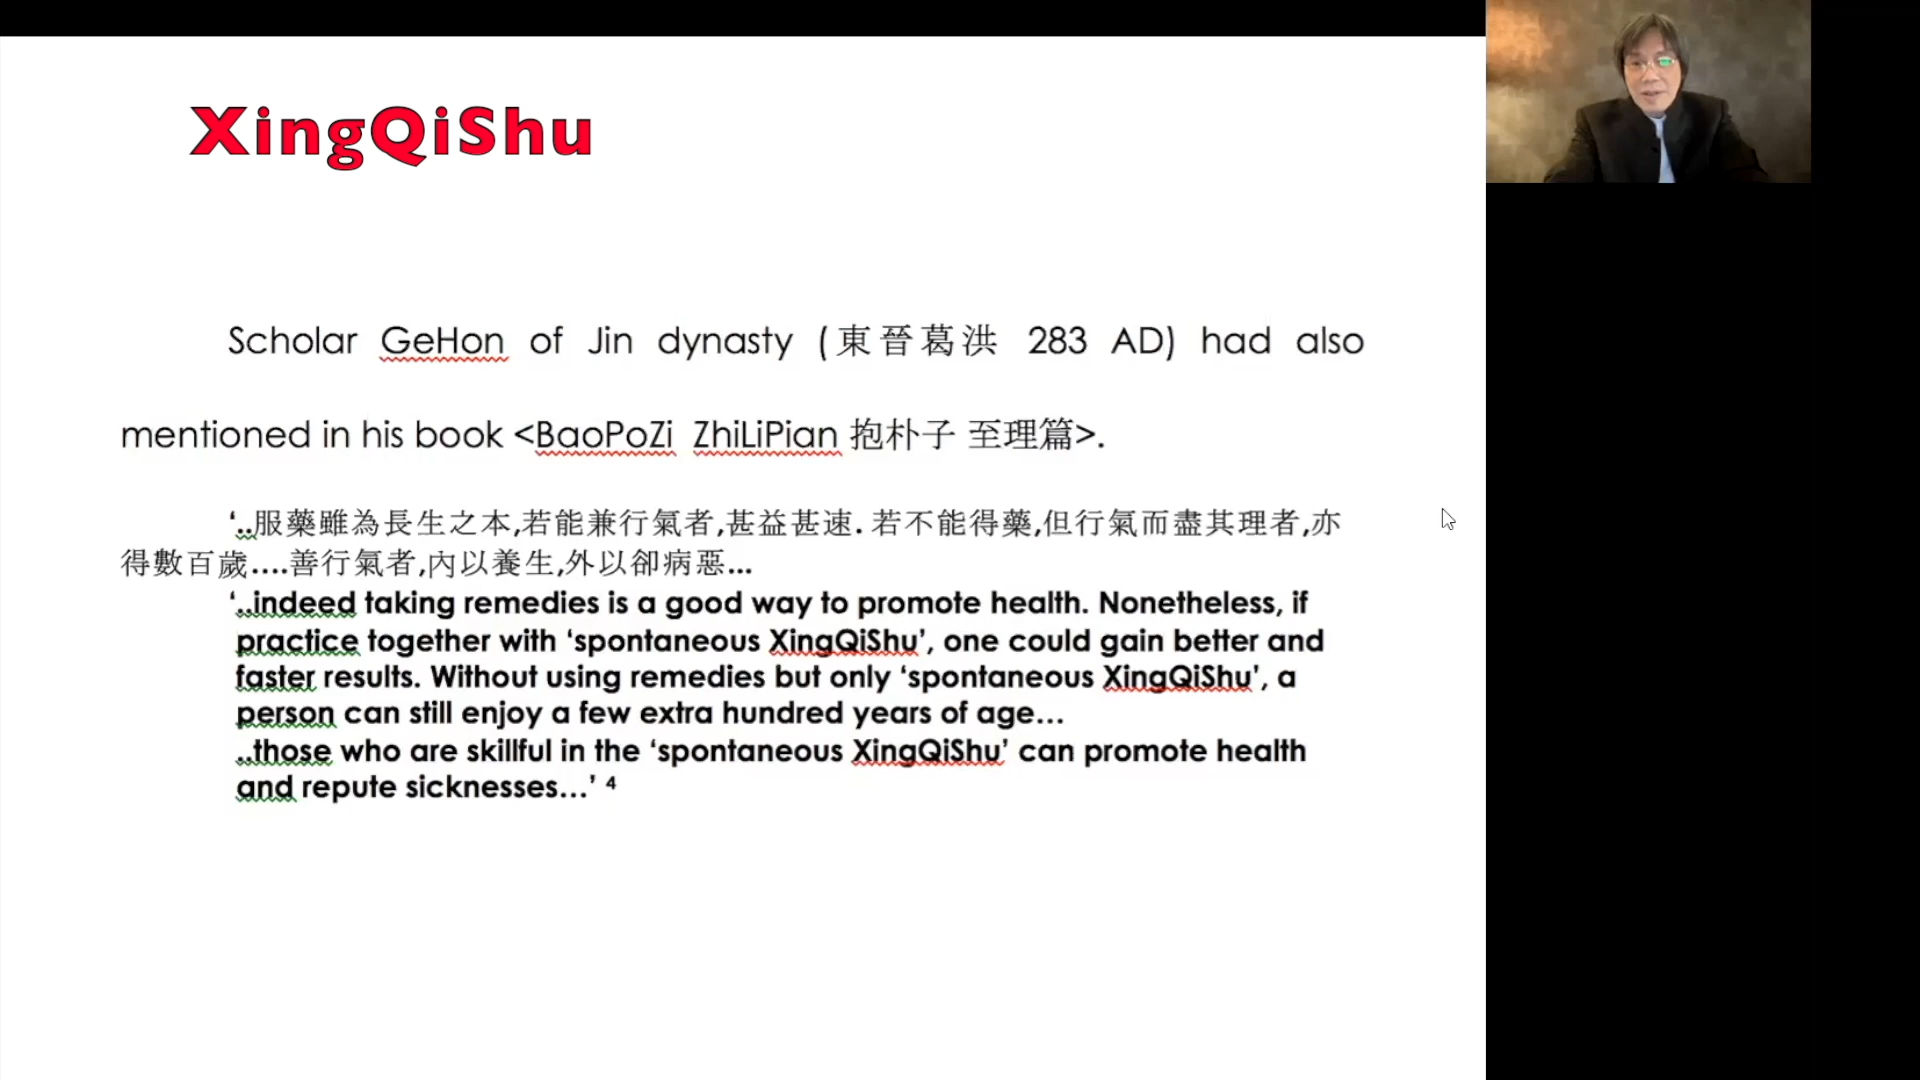 XingQiShu
Scholar GeHon of Jin dynasty (東晉葛洪 283 AD) had also
mentioned in his book <BaoPoZi ZhiLiPian 抱朴子 至理篇>.
‘..服藥雖為長生之本,若能兼行氣者,甚益甚速. 若不能得藥,但行氣而盡其理者,亦
得數百歲....善行氣者,內以養生,外以卻病惡...
‘..indeed taking remedies is a good way to promote health. Nonetheless, if
practice together with ‘spontaneous XingQiShu’, one could gain better and
faster results. Without using remedies but only ‘spontaneous XingQiShu’, a
person can still enjoy a few extra hundred years of age…
..those who are skillful in the ‘spontaneous XingQiShu’ can promote health
and repute sicknesses…’ ⁴